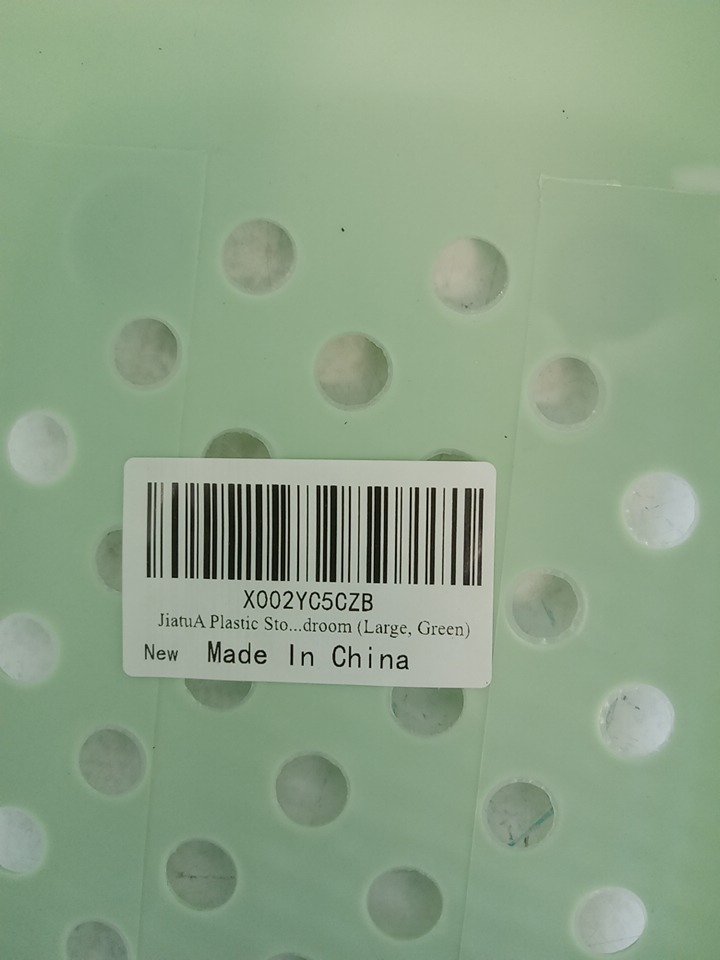 X002YC5CZB
JiatuA Plastic Sto...droom (Large, Green)
New Made In China